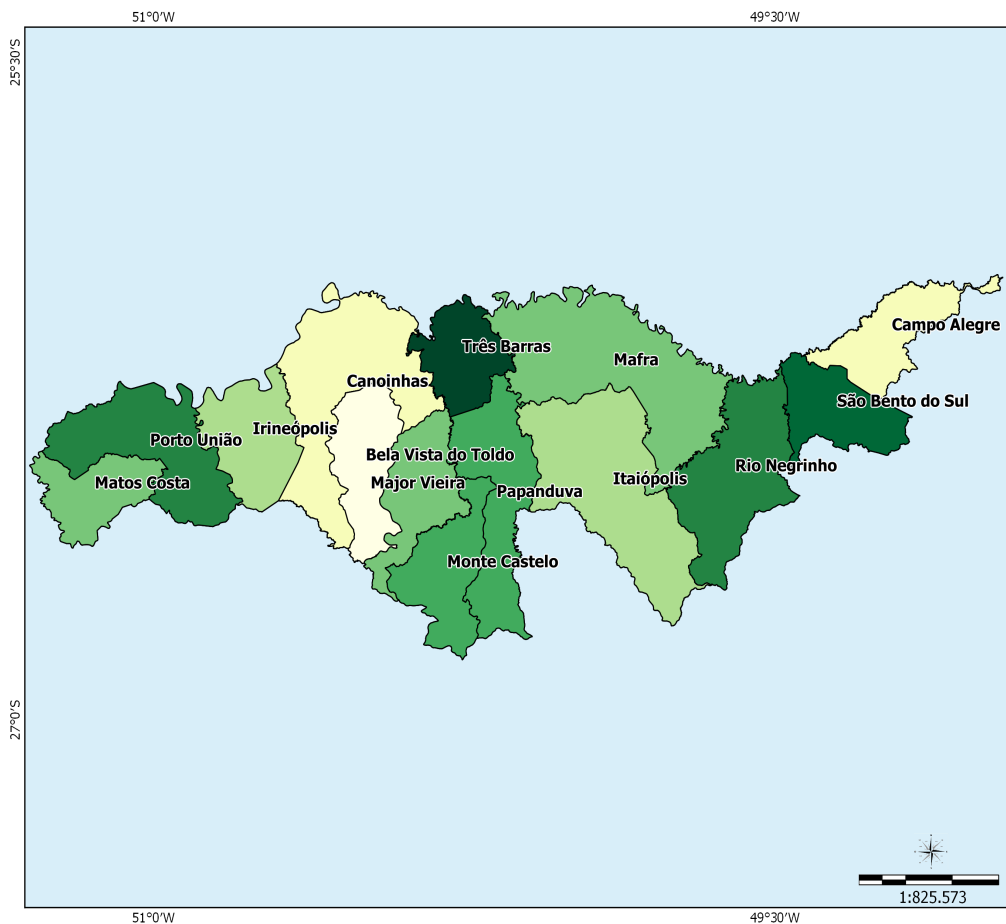 51°0'W 49°30'W
25°30'S
Campo Alegre
Três Barras
Mafra
Canoinhas
São Bento do Sul
Irineópolis
Porto União
Bela Vista do Toldo
Rio Negrinho
Matos Costa
Major Vieira
Itaiópolis
Papanduva
Monte Castelo
27°0'S
1:825.573
51°0'W 49°30'W